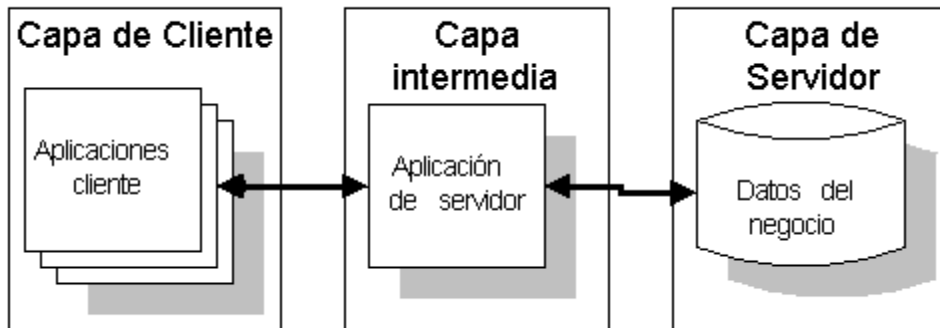 Capa de Cliente
Aplicaciones
cliente
Capa
intermedia
Aplicación
de servidor
Capa de
Servidor
Datos del
negocio